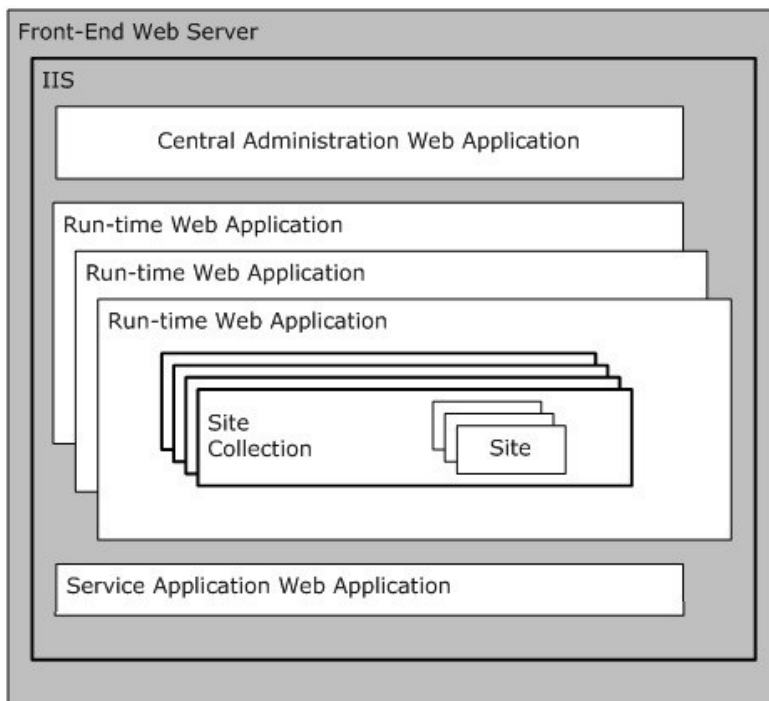 Front-End Web Server
IIS
Central Administration Web Application
Run-time Web Application
Run-time Web Application
Run-time Web Application
Site
Collection
Site
Service Application Web Application